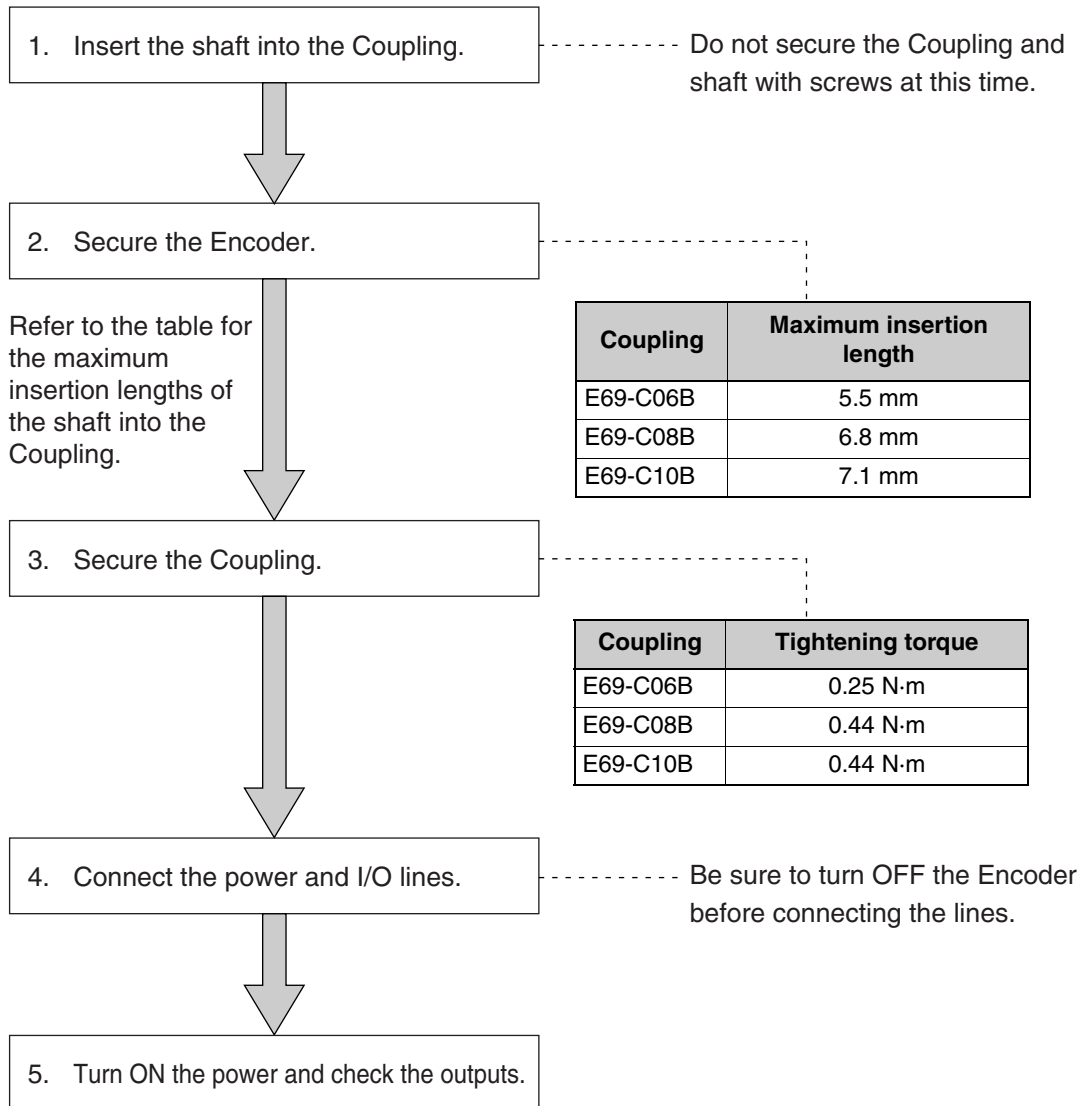 1. Insert the shaft into the Coupling.
Do not secure the Coupling and
shaft with screws at this time.
2. Secure the Encoder.
Refer to the table for
the maximum
insertion lengths of
the shaft into the
Coupling.
Coupling Maximum insertion
length
E69-C06B 5.5 mm
E69-C08B 6.8 mm
E69-C10B 7.1 mm
3. Secure the Coupling.
Coupling Tightening torque
E69-C06B 0.25 N·m
E69-C08B 0.44 N·m
E69-C10B 0.44 N·m
4. Connect the power and I/O lines.
Be sure to turn OFF the Encoder
before connecting the lines.
5. Turn ON the power and check the outputs.